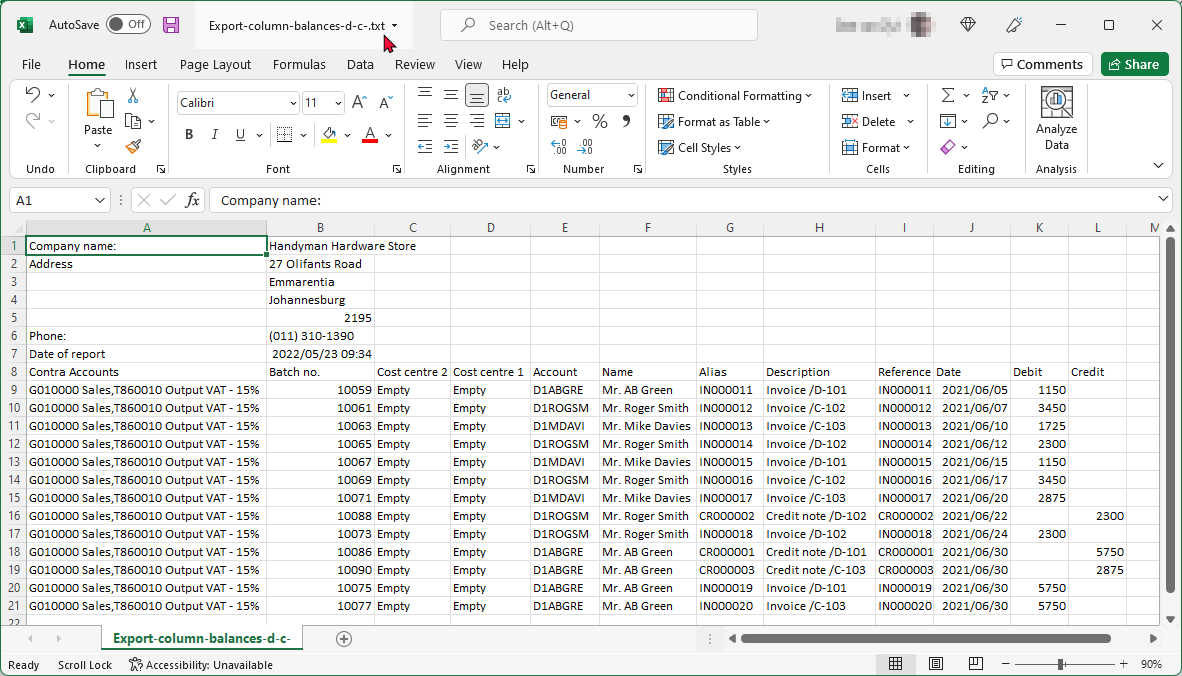 AutoSave Off Export-column-balances-d-c-.txt Search (Alt+Q)
File Home Insert Page Layout Formulas Data Review View Help Comments Share
Calibri 11 General Conditional Formatting Insert
Paste Format as Table Delete Analyze Data
B I U A Cell Styles Format
Undo Clipboard Font Alignment Number Styles Cells Editing Analysis
A1 fx Company name:
A B C D E F G H I J K L M
1 Company name: Handyman Hardware Store
2 Address 27 Olifants Road
3 Emmarentia
4 Johannesburg
5 2195
6 Phone: (011) 310-1390
7 Date of report 2022/05/23 09:34
8 Contra Accounts Batch no. Cost centre 2 Cost centre 1 Account Name Alias Description Reference Date Debit Credit
9 G010000 Sales,T860010 Output VAT - 15% 10059 Empty Empty D1ABGRE Mr. AB Green IN000011 Invoice /D-101 IN000011 2021/06/05 1150
10 G010000 Sales,T860010 Output VAT - 15% 10061 Empty Empty D1ROGSM Mr. Roger Smith IN000012 Invoice /C-102 IN000012 2021/06/07 3450
11 G010000 Sales,T860010 Output VAT - 15% 10063 Empty Empty D1MDAVI Mr. Mike Davies IN000013 Invoice /C-103 IN000013 2021/06/10 1725
12 G010000 Sales,T860010 Output VAT - 15% 10065 Empty Empty D1ROGSM Mr. Roger Smith IN000014 Invoice /D-102 IN000014 2021/06/12 2300
13 G010000 Sales,T860010 Output VAT - 15% 10067 Empty Empty D1MDAVI Mr. Mike Davies IN000015 Invoice /D-101 IN000015 2021/06/15 1150
14 G010000 Sales,T860010 Output VAT - 15% 10069 Empty Empty D1ROGSM Mr. Roger Smith IN000016 Invoice /C-102 IN000016 2021/06/17 3450
15 G010000 Sales,T860010 Output VAT - 15% 10071 Empty Empty D1MDAVI Mr. Mike Davies IN000017 Invoice /C-103 IN000017 2021/06/20 2875
16 G010000 Sales,T860010 Output VAT - 15% 10088 Empty Empty D1ROGSM Mr. Roger Smith CR000002 Credit note /D-102 CR000002 2021/06/22 2300
17 G010000 Sales,T860010 Output VAT - 15% 10073 Empty Empty D1ROGSM Mr. Roger Smith IN000018 Invoice /D-102 IN000018 2021/06/24 2300
18 G010000 Sales,T860010 Output VAT - 15% 10086 Empty Empty D1ABGRE Mr. AB Green CR000001 Credit note /D-101 CR000001 2021/06/30 5750
19 G010000 Sales,T860010 Output VAT - 15% 10090 Empty Empty D1ABGRE Mr. AB Green CR000003 Credit note /C-103 CR000003 2021/06/30 2875
20 G010000 Sales,T860010 Output VAT - 15% 10075 Empty Empty D1ABGRE Mr. AB Green IN000019 Invoice /D-101 IN000019 2021/06/30 5750
21 G010000 Sales,T860010 Output VAT - 15% 10077 Empty Empty D1ABGRE Mr. AB Green IN000020 Invoice /C-103 IN000020 2021/06/30 5750
22
Export-column-balances-d-c-
Ready Scroll Lock Accessibility: Unavailable 90%